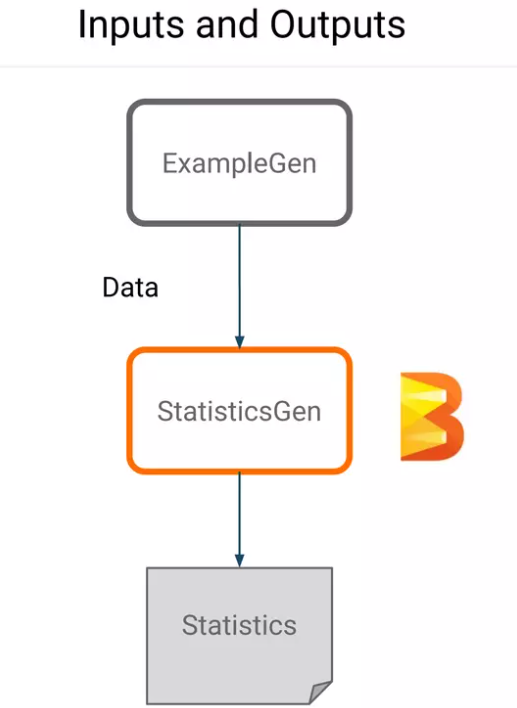 Inputs and Outputs
ExampleGen
Data
StatisticsGen
Statistics